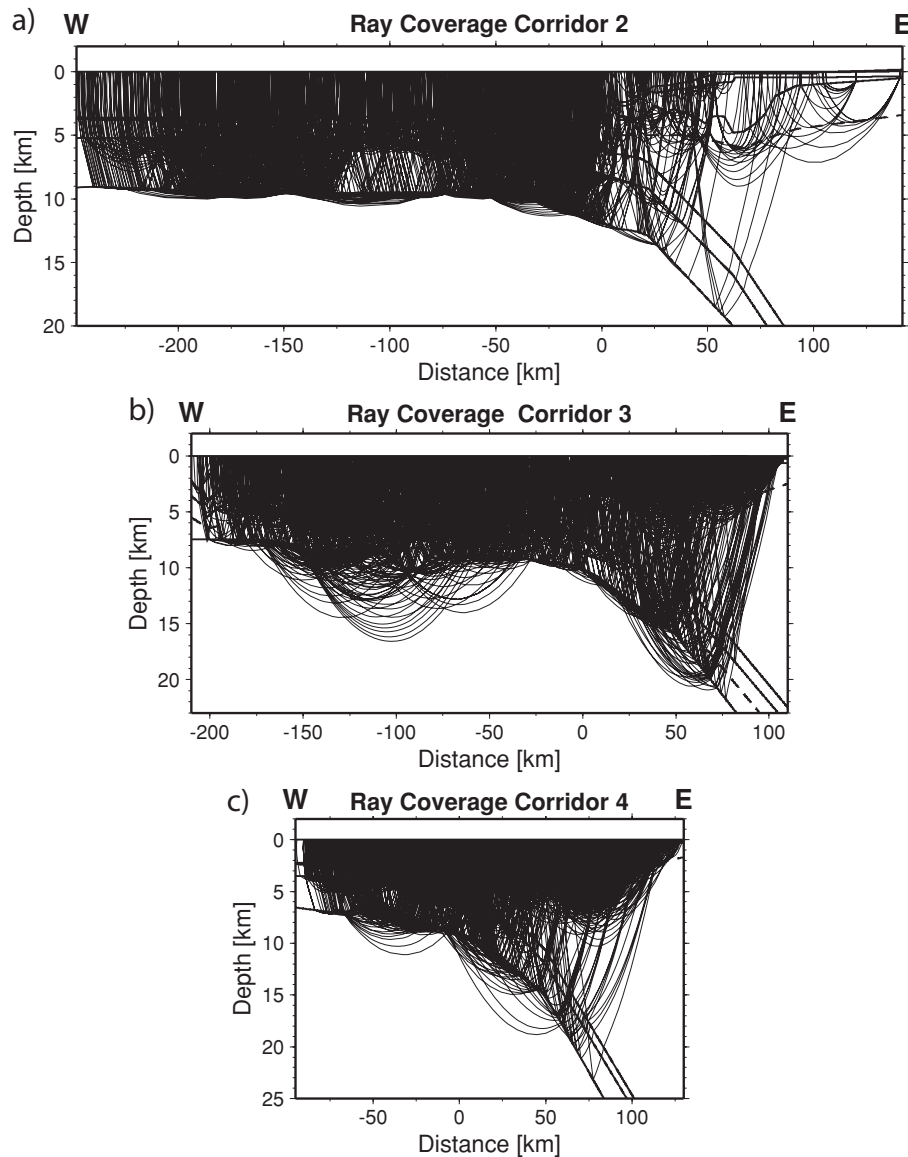 a) W Ray Coverage Corridor 2 E
0
5
10
15
20
Depth [km]
-200 -150 -100 -50 0 50 100
Distance [km]
b) W Ray Coverage Corridor 3 E
0
5
10
15
20
Depth [km]
-200 -150 -100 -50 0 50 100
Distance [km]
c) W Ray Coverage Corridor 4 E
0
5
10
15
20
25
Depth [km]
-50 0 50 100
Distance [km]